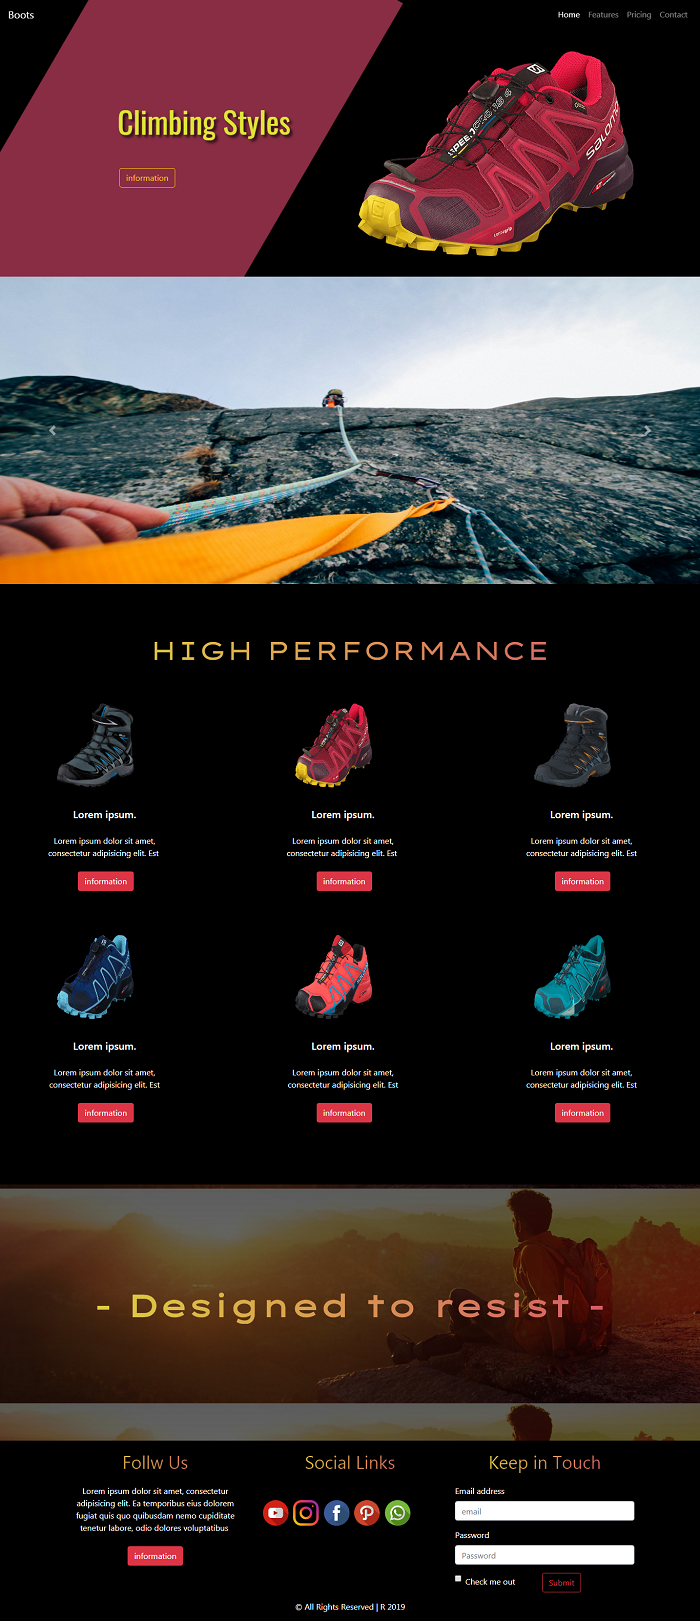 Boots
Home Features Pricing Contact
Climbing Styles
information
SALOMON
HIGH PERFORMANCE
Lorem ipsum.
Lorem ipsum dolor sit amet,
consectetur adipisicing elit. Est
information
Lorem ipsum.
Lorem ipsum dolor sit amet,
consectetur adipisicing elit. Est
information
Lorem ipsum.
Lorem ipsum dolor sit amet,
consectetur adipisicing elit. Est
information
Lorem ipsum.
Lorem ipsum dolor sit amet,
consectetur adipisicing elit. Est
information
Lorem ipsum.
Lorem ipsum dolor sit amet,
consectetur adipisicing elit. Est
information
Lorem ipsum.
Lorem ipsum dolor sit amet,
consectetur adipisicing elit. Est
information
- Designed to resist -
Follw Us
Lorem ipsum dolor sit amet, consectetur
adipisicing elit. Ea temporibus eius dolorem
fugiat quis quo quibusdam nemo cupiditate
tenetur labore, odio dolores voluptatibus
information
Social Links
Keep in Touch
Email address
email
Password
Password
Check me out
Submit
© All Rights Reserved | R 2019